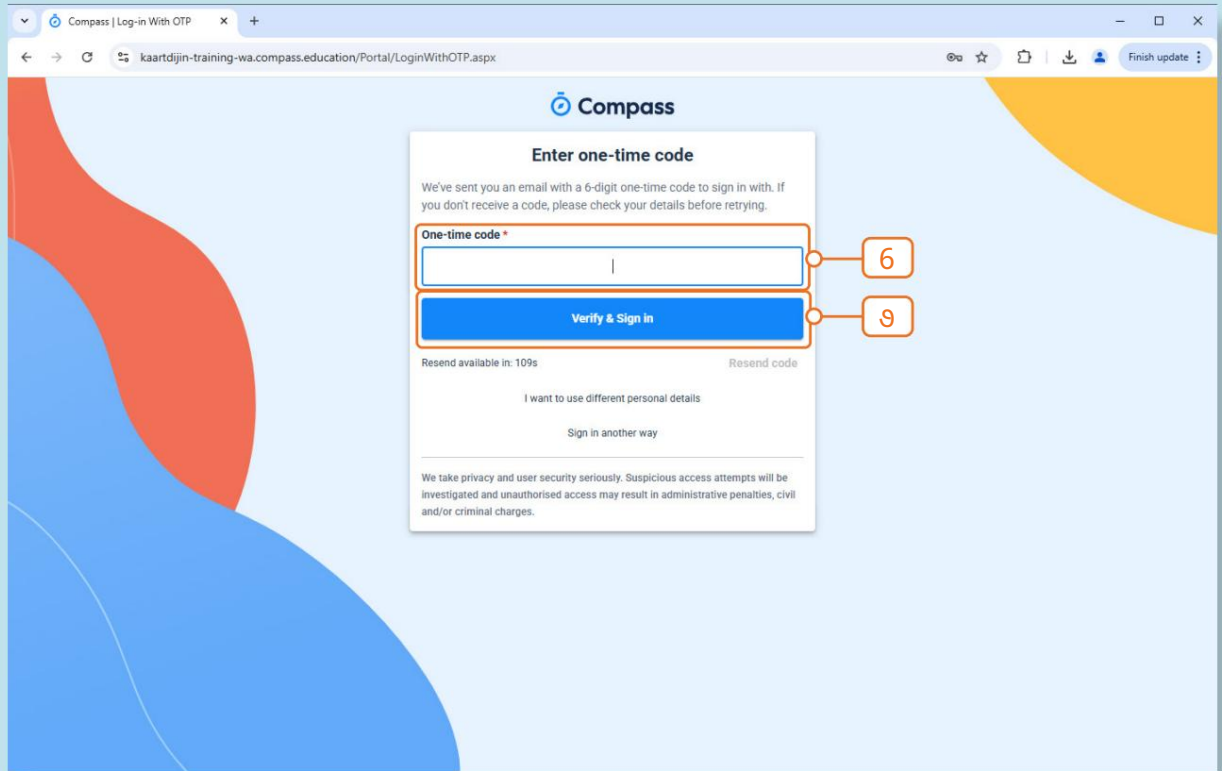 Compass | Log-in With OTP
kaartdijin-training-wa.compass.education/Portal/LoginWithOTP.aspx
Finish update
Compass
Enter one-time code
We've sent you an email with a 6-digit one-time code to sign in with. If
you don't receive a code, please check your details before retrying.
One-time code *
6
Verify & Sign in
9
Resend available in: 109s Resend code
I want to use different personal details
Sign in another way
We take privacy and user security seriously. Suspicious access attempts will be
investigated and unauthorised access may result in administrative penalties, civil
and/or criminal charges.